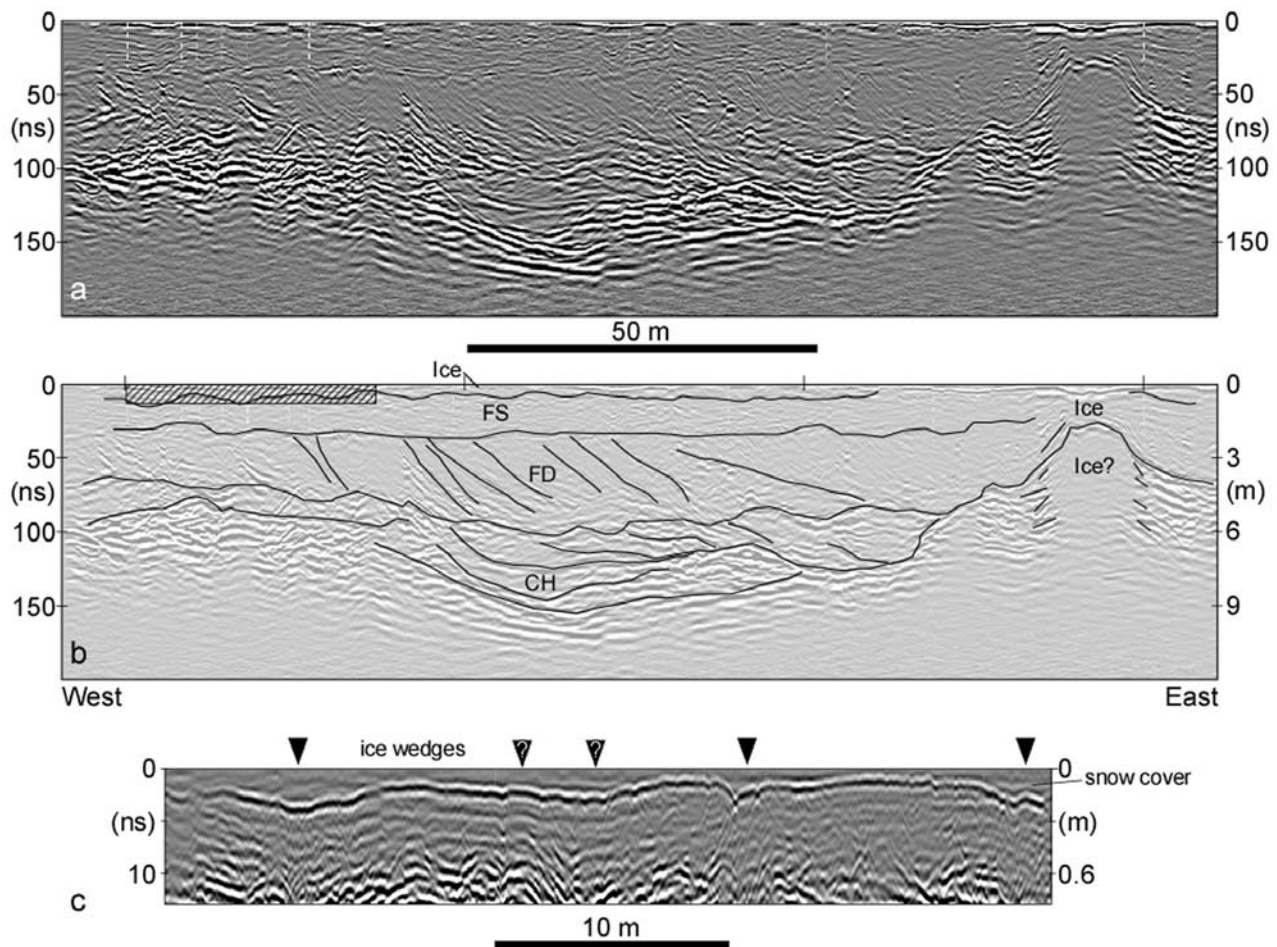 0 0
50 50
(ns) (ns)
100 100
150 150
a
50 m
Ice
0 0
FS
Ice
50 FD Ice? 3
(ns) (m)
100 6
CH
150 9
b
West East
ice wedges ? ?
0 0
snow cover
(ns) (m)
10 0.6
c
10 m